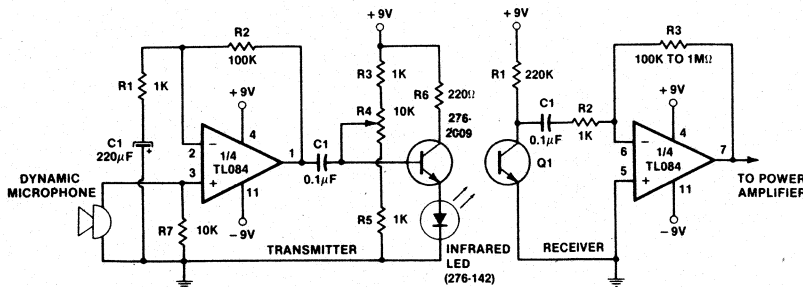 R2
100K
R1
1K
C1
220µF
+
+9V
4
2
−
1/4
TL084
3
+
1
11
−9V
DYNAMIC
MICROPHONE
R7
10K
TRANSMITTER
C1
0.1µF
+9V
R3
1K
R4
10K
R5
1K
R6
220Ω
276-
2009
INFRARED
LED
(276-142)
+9V
R1
220K
C1
0.1µF
R2
1K
Q1
RECEIVER
R3
100K TO 1MΩ
+9V
4
6
−
1/4
TL084
5
+
7
11
−9V
TO POWER
AMPLIFIER